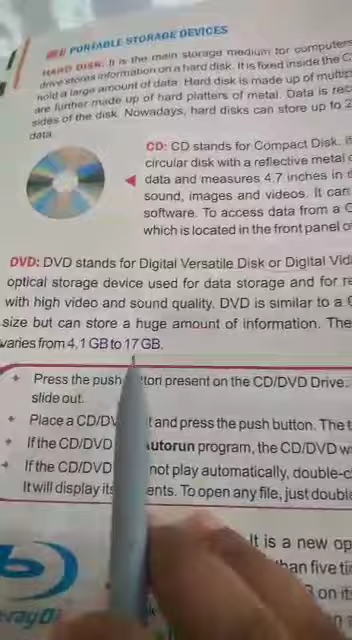 PORTABLE STORAGE DEVICES
HARD DISK: It is the main storage medium for computers
drive stores information on a hard disk. It is fixed inside the C
hold a large amount of data. Hard disk is made up of multip
are further made up of hard platters of metal. Data is rec
sides of the disk. Nowadays, hard disks can store up to 2
data.
CD: CD stands for Compact Disk. It
circular disk with a reflective metal
data and measures 4.7 inches in d
sound, images and videos. It can
software. To access data from a C
which is located in the front panel o
DVD: DVD stands for Digital Versatile Disk or Digital Vid
optical storage device used for data storage and for re
with high video and sound quality. DVD is similar to a C
size but can store a huge amount of information. The
varies from 4.1 GB to 17 GB.
Press the push button present on the CD/DVD Drive.
slide out.
Place a CD/DV t and press the push button. The t
If the CD/DVD Autorun program, the CD/DVD w
If the CD/DVD not play automatically, double-c
It will display its ents. To open any file, just double
It is a new op
than five ti
on its
-ray Di